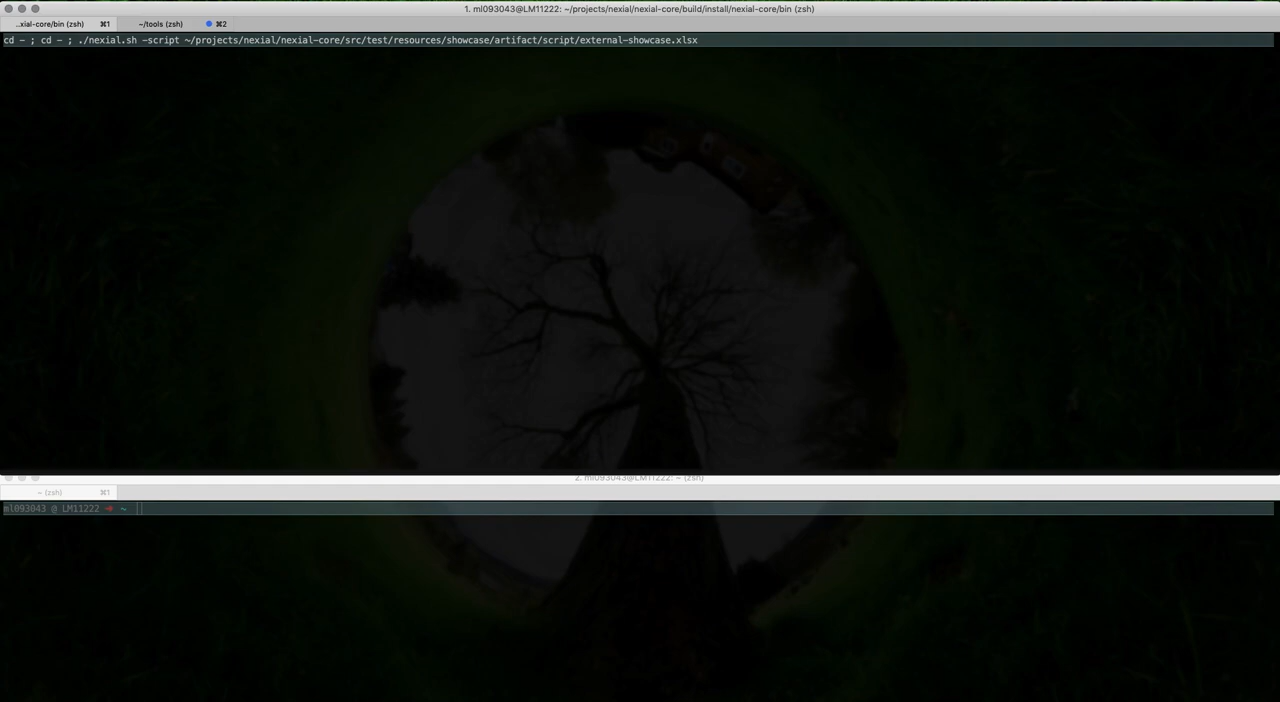 1. ml093043@LM11222: ~/projects/nexial/nexial-core/build/install/nexial-core/bin (zsh)
..xial-core/bin (zsh) ⌘1 ~/tools (zsh) ⌘2
cd - ; cd - ; ./nexial.sh -script ~/projects/nexial/nexial-core/src/test/resources/showcase/artifact/script/external-showcase.xlsx
2. ml093043@LM11222: ~ (zsh)
~ (zsh) ⌘1
ml093043 @ LM11222 ➜ ~